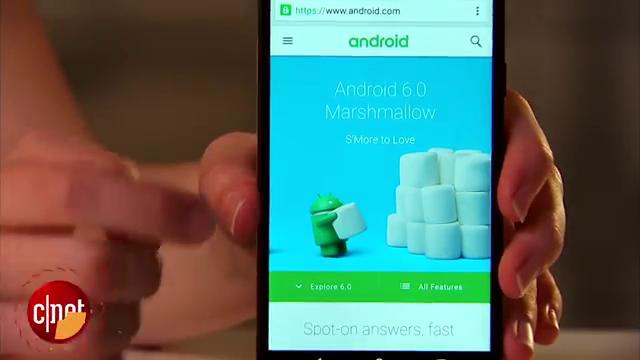 https://www.android.com
android
Android 6.0
Marshmallow
S'More to Love
Explore 6.0
All Features
Spot-on answers, fast
c|net